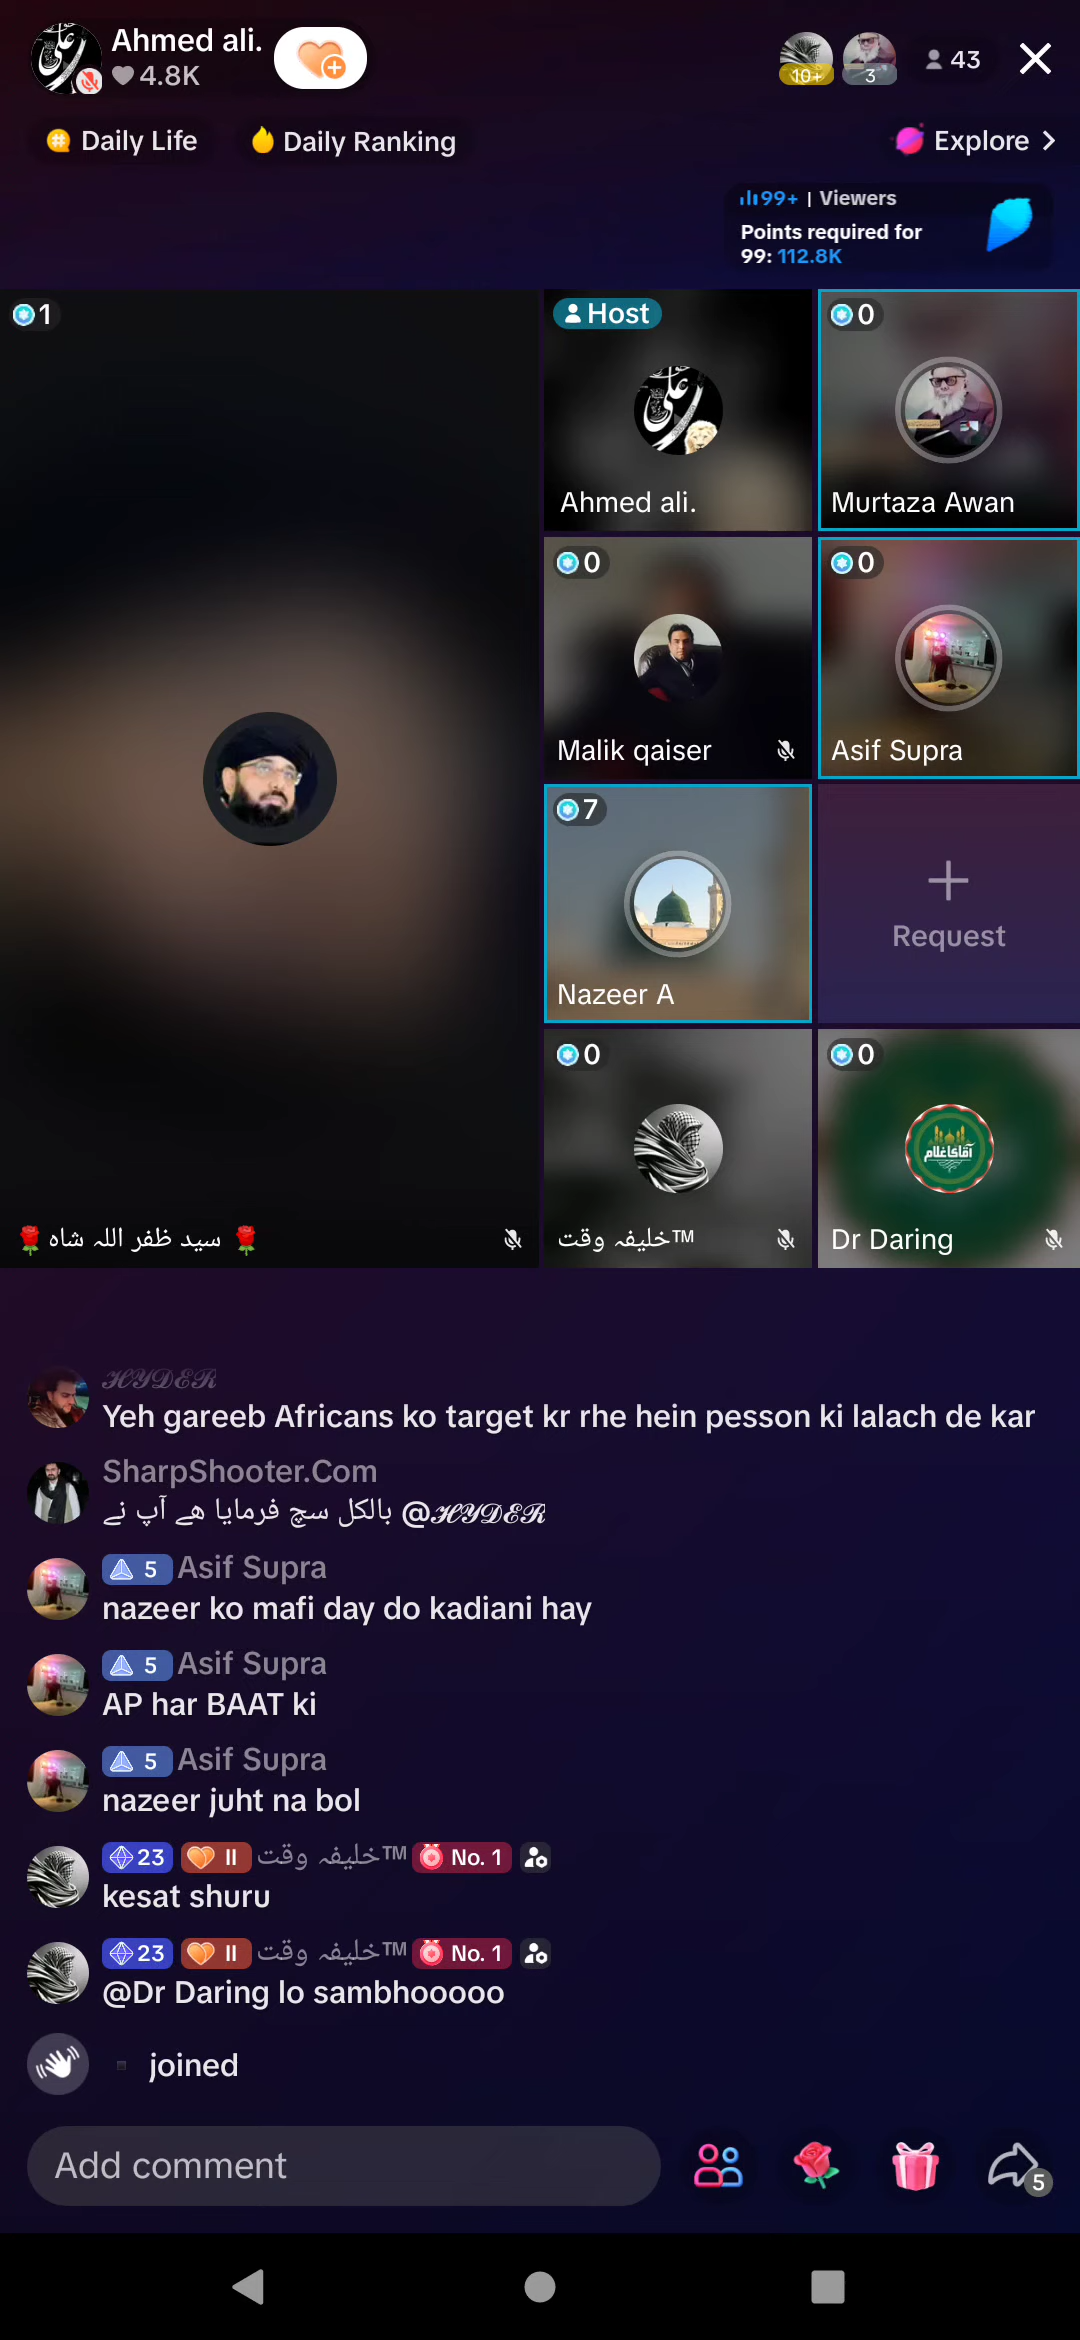 Ahmed ali.
4.8K
10+
3
43
Daily Life
Daily Ranking
Explore
99+ | Viewers
Points required for
99: 112.8K
1
سید ظفر اللہ شاہ
Host
Ahmed ali.
0
Murtaza Awan
0
Malik qaiser
0
Asif Supra
7
Nazeer A
Request
0
خلیفہ وقت™
0
آقا کا غلام
Dr Daring
ℋ𝒴𝒟ℰℛ
Yeh gareeb Africans ko target kr rhe hein pesson ki lalach de kar
SharpShooter.Com
@ℋ𝒴𝒟ℰℛ بالکل سچ فرمایا ھے آپ نے
5 Asif Supra
nazeer ko mafi day do kadiani hay
5 Asif Supra
AP har BAAT ki
5 Asif Supra
nazeer juht na bol
23 II خلیفہ وقت™ No. 1
kesat shuru
23 II خلیفہ وقت™ No. 1
@Dr Daring lo sambhooooo
joined
Add comment
5